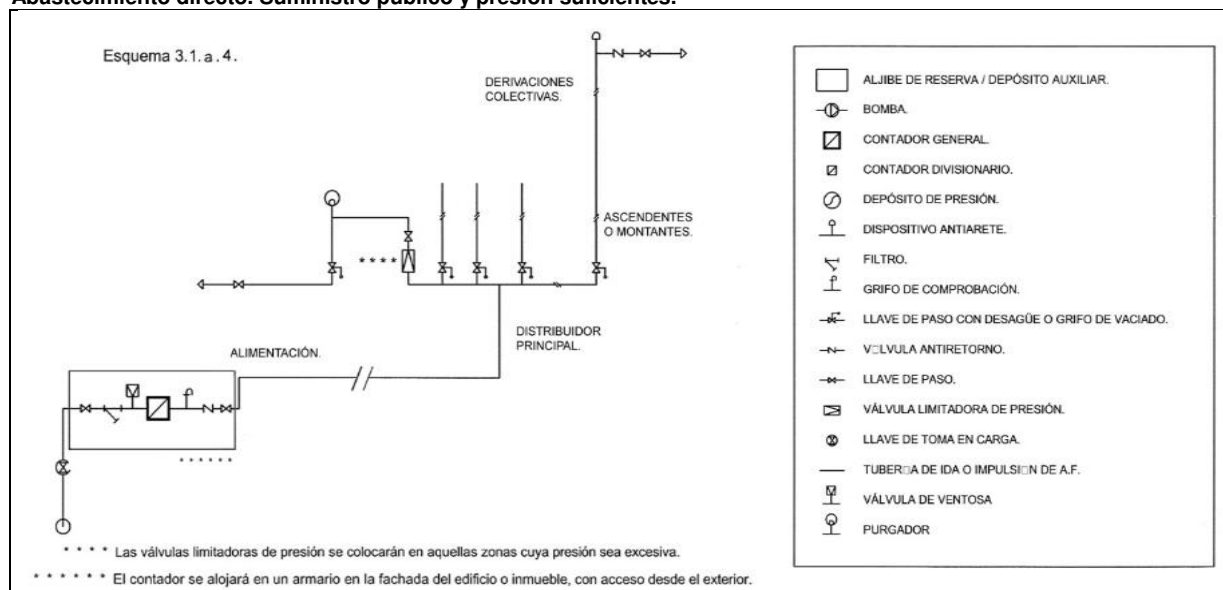 Abastecimiento directo. Suministro público y presión suficientes.
Esquema 3.1.a.4.
DERIVACIONES
COLECTIVAS.
ASCENDENTES
O MONTANTES.
* * * *
DISTRIBUIDOR
PRINCIPAL.
ALIMENTACIÓN.
* * * * * *
* * * * Las válvulas limitadoras de presión se colocarán en aquellas zonas cuya presión sea excesiva.
* * * * * * El contador se alojará en un armario en la fachada del edificio o inmueble, con acceso desde el exterior.
ALJIBE DE RESERVA / DEPÓSITO AUXILIAR.
BOMBA.
CONTADOR GENERAL.
CONTADOR DIVISIONARIO.
DEPÓSITO DE PRESIÓN.
DISPOSITIVO ANTIARETE.
FILTRO.
GRIFO DE COMPROBACIÓN.
LLAVE DE PASO CON DESAGÜE O GRIFO DE VACIADO.
V□LVULA ANTIRETORNO.
LLAVE DE PASO.
VÁLVULA LIMITADORA DE PRESIÓN.
LLAVE DE TOMA EN CARGA.
TUBER□A DE IDA O IMPULSI□N DE A.F.
VÁLVULA DE VENTOSA
PURGADOR